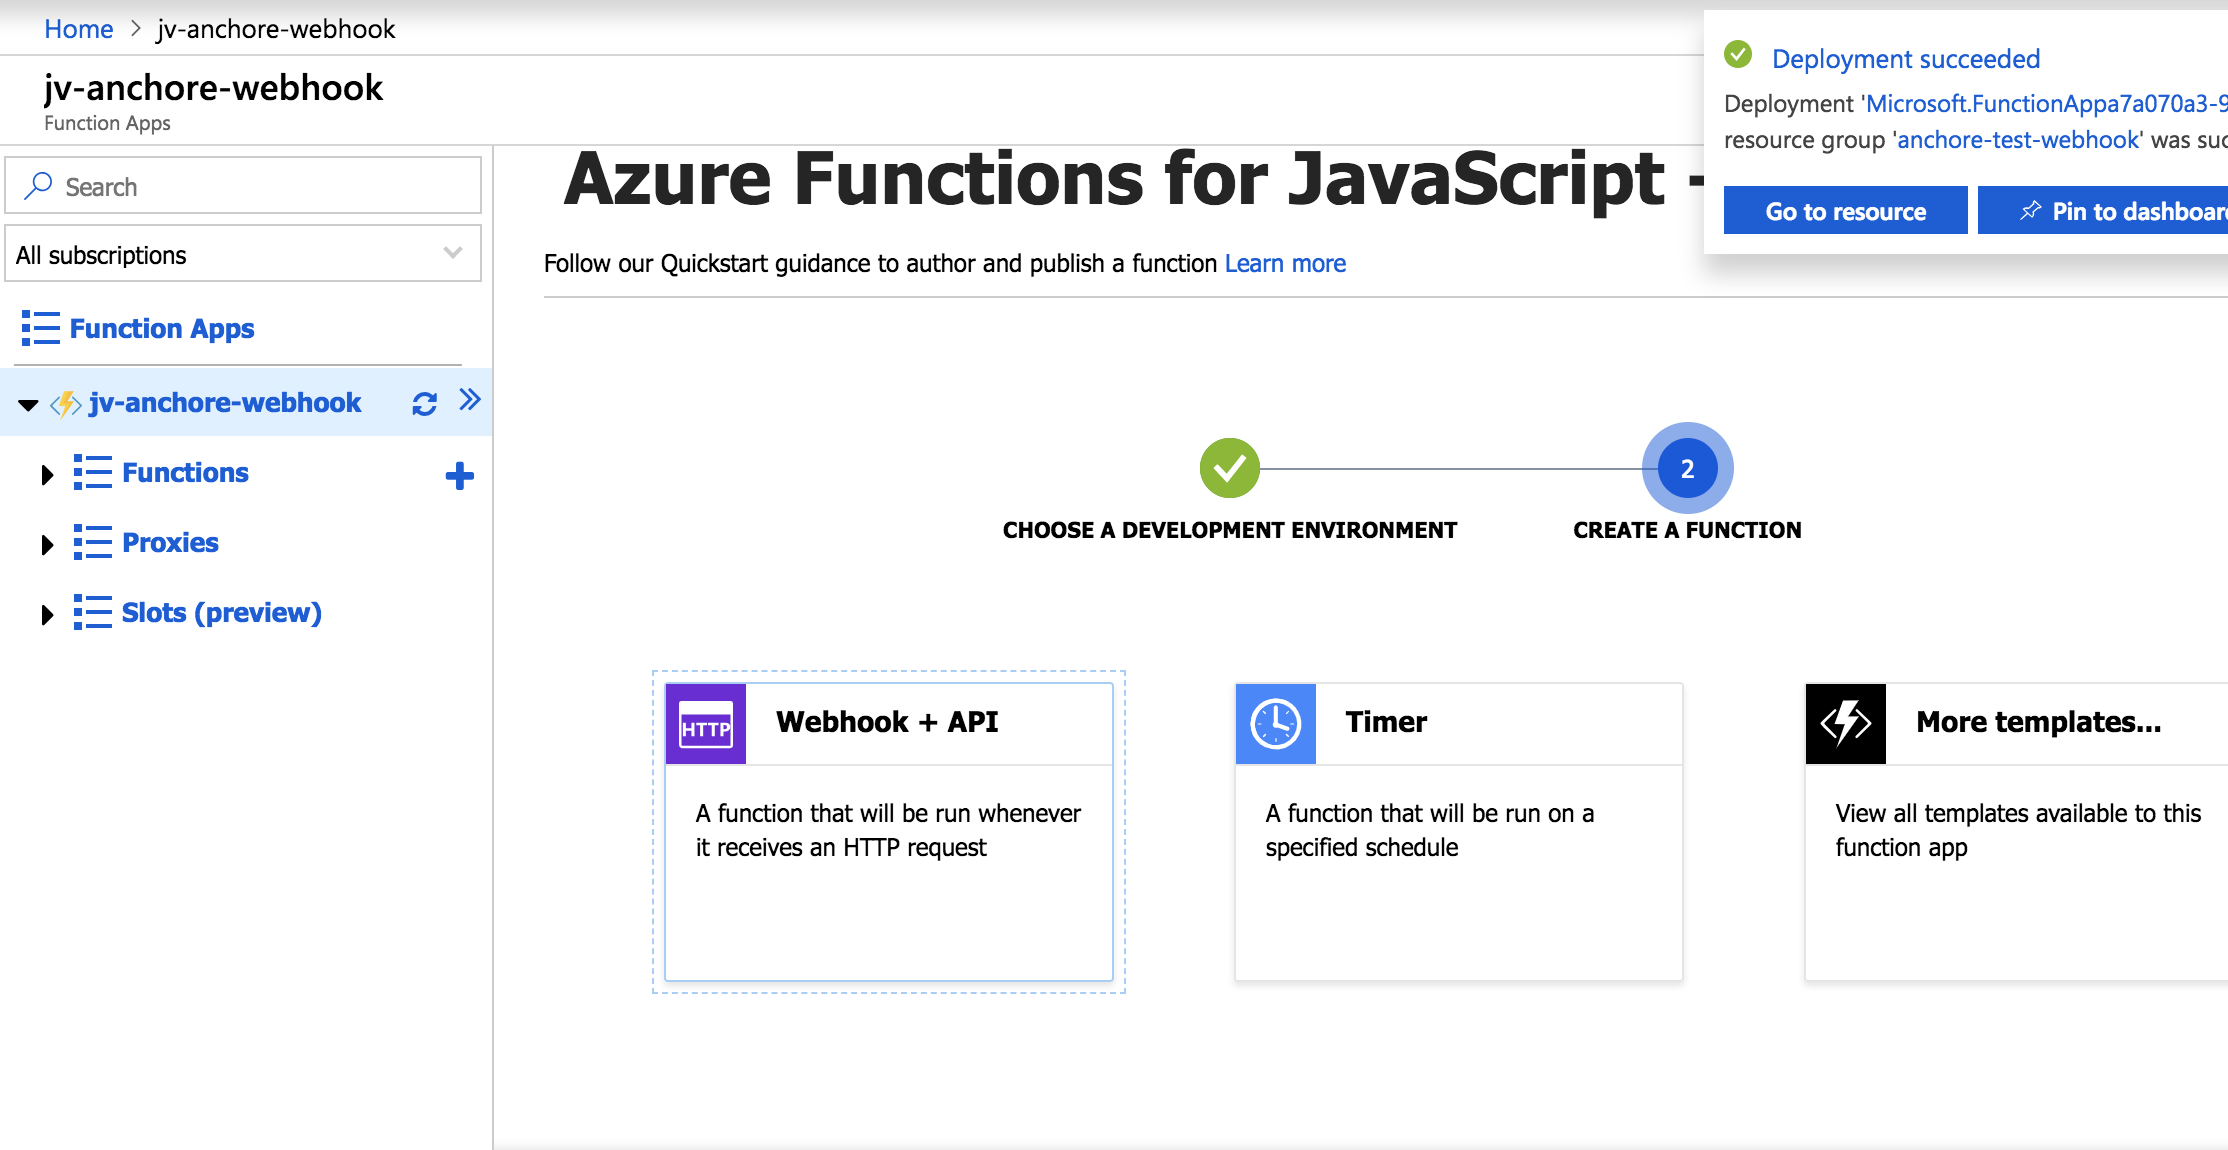 Home > jv-anchore-webhook
jv-anchore-webhook
Function Apps
Search
All subscriptions
Function Apps
jv-anchore-webhook
Functions
Proxies
Slots (preview)
Azure Functions for JavaScript -
Follow our Quickstart guidance to author and publish a function Learn more
Deployment succeeded
Deployment 'Microsoft.FunctionAppa7a070a3-9
resource group 'anchore-test-webhook' was suc
Go to resource
Pin to dashboar
2
CHOOSE A DEVELOPMENT ENVIRONMENT
CREATE A FUNCTION
HTTP
Webhook + API
A function that will be run whenever
it receives an HTTP request
Timer
A function that will be run on a
specified schedule
More templates...
View all templates available to this
function app